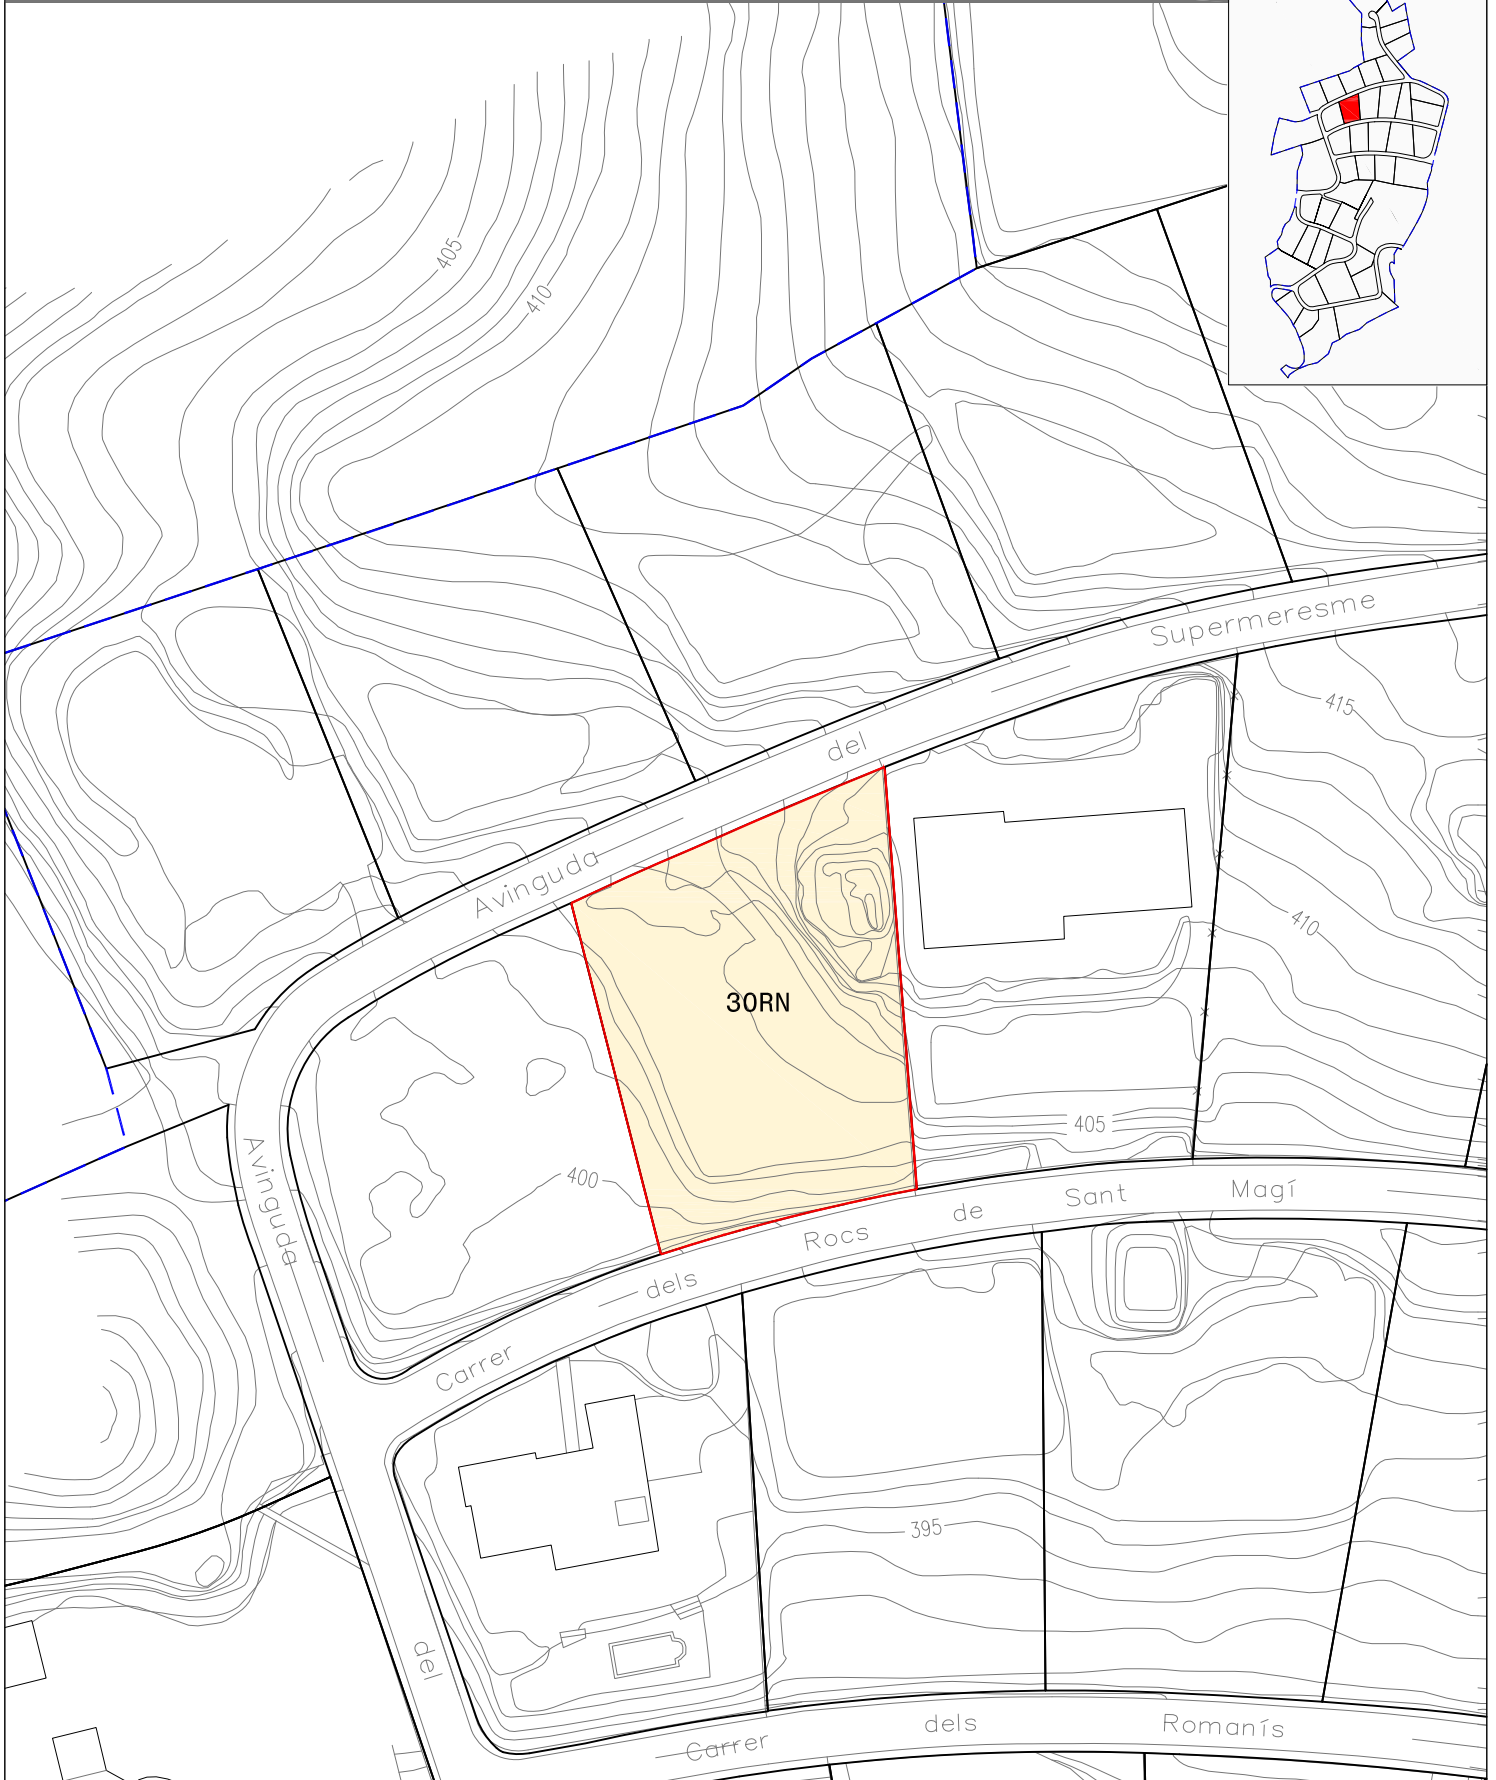 405
410
Supermeresme
415
del
Avinguda
410
30RN
405
Avinguda
400
Sant
Magí
de
Rocs
dels
Carrer
395
del
dels
Romanís
Carrer